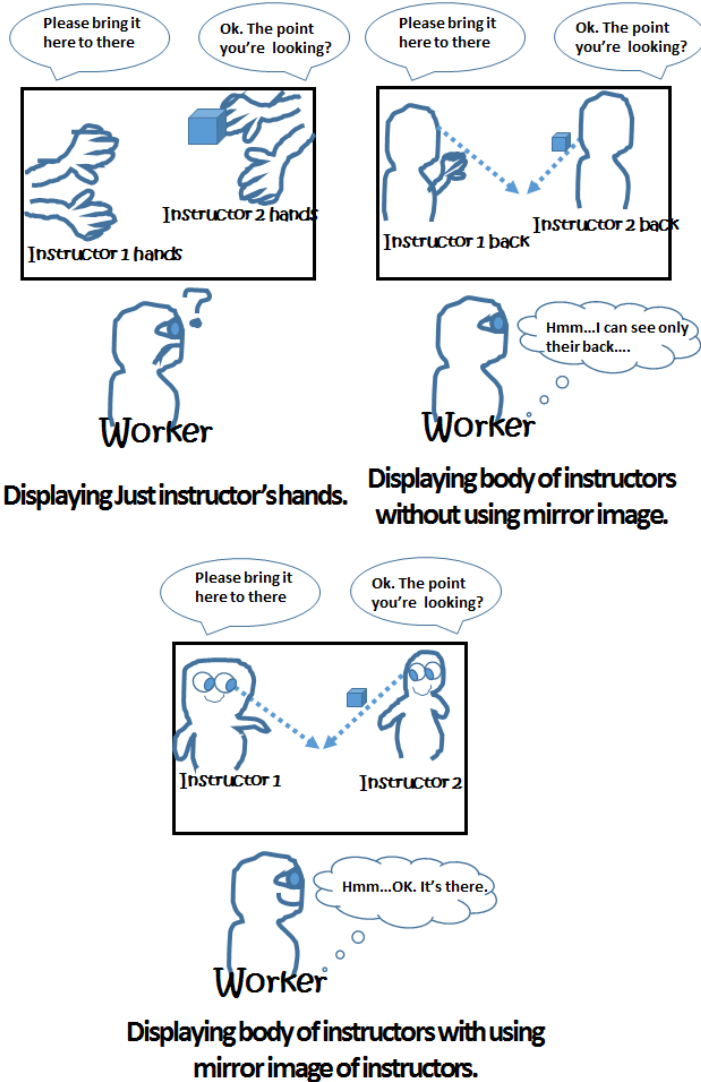 Please bring it
here to there
Ok. The point
you're looking?
Instructor 2 hands
Instructor 1 hands
?
Worker
Displaying Just instructor's hands.
Please bring it
here to there
Ok. The point
you're looking?
Instructor 2 back
Instructor 1 back
Hmm...I can see only
their back....
Worker
Displaying body of instructors
without using mirror image.
Please bring it
here to there
Ok. The point
you're looking?
Instructor 1
Instructor 2
Hmm...OK. It's there.
Worker
Displaying body of instructors with using
mirror image of instructors.